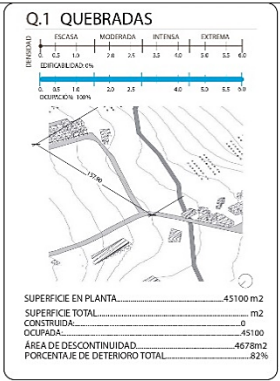 Q.1 QUEBRADAS
DENSIDAD
ESCASA MODERADA INTENSA EXTREMA
0 0.5 1.0 2.0 2.5 3.5 4.0 5.0 5.5 6.0
EDIFICABILIDAD: 0%
0 0.5 1.0 2.0 2.5 4.0 5.0 5.5 6.0
OCUPACIÓN: 100%
157.90
SUPERFICIE EN PLANTA...45100 m2
SUPERFICIE TOTAL... m2
CONSTRUIDA:...0
OCUPADA:...45100
ÁREA DE DESCONTINUIDAD...4678m2
PORCENTAJE DE DETERIORO TOTAL...82%